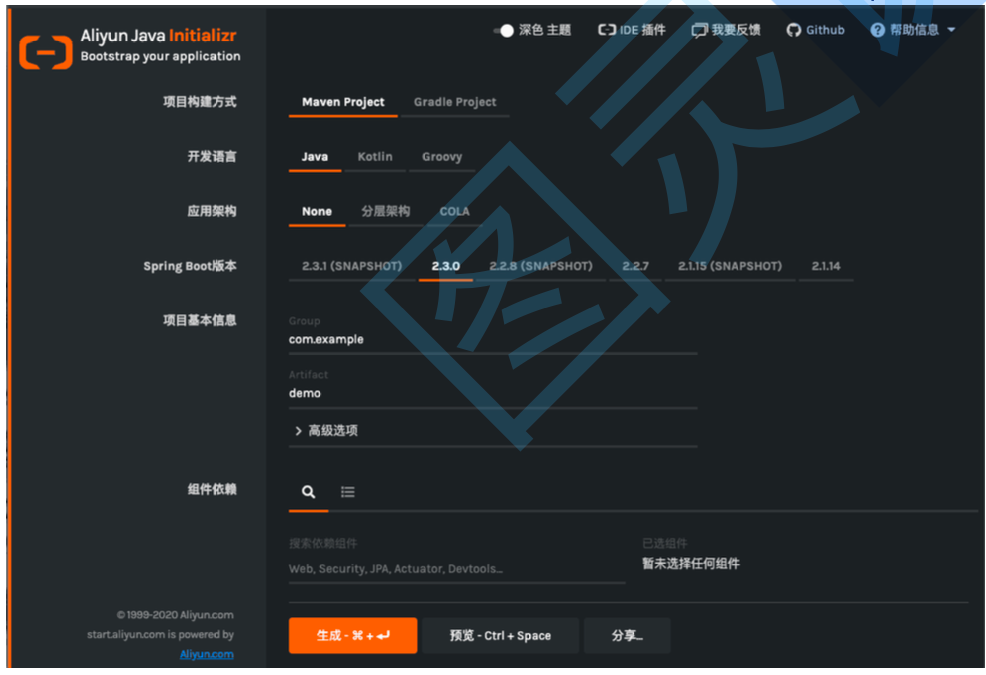 Aliyun Java Initializr
Bootstrap your application
深色 主题
IDE 插件
我要反馈
Github
帮助信息
项目构建方式
Maven Project
Gradle Project
开发语言
Java
Kotlin
Groovy
应用架构
None
分层架构
COLA
Spring Boot版本
2.3.1 (SNAPSHOT)
2.3.0
2.2.8 (SNAPSHOT)
2.2.7
2.1.15 (SNAPSHOT)
2.1.14
项目基本信息
Group
com.example
Artifact
demo
高级选项
组件依赖
搜索依赖组件
Web, Security, JPA, Actuator, Devtools...
已选组件
暂未选择任何组件
© 1999-2020 Aliyun.com
start.aliyun.com is powered by
Aliyun.com
生成 - ⌘ + ↵
预览 - Ctrl + Space
分享...
图灵